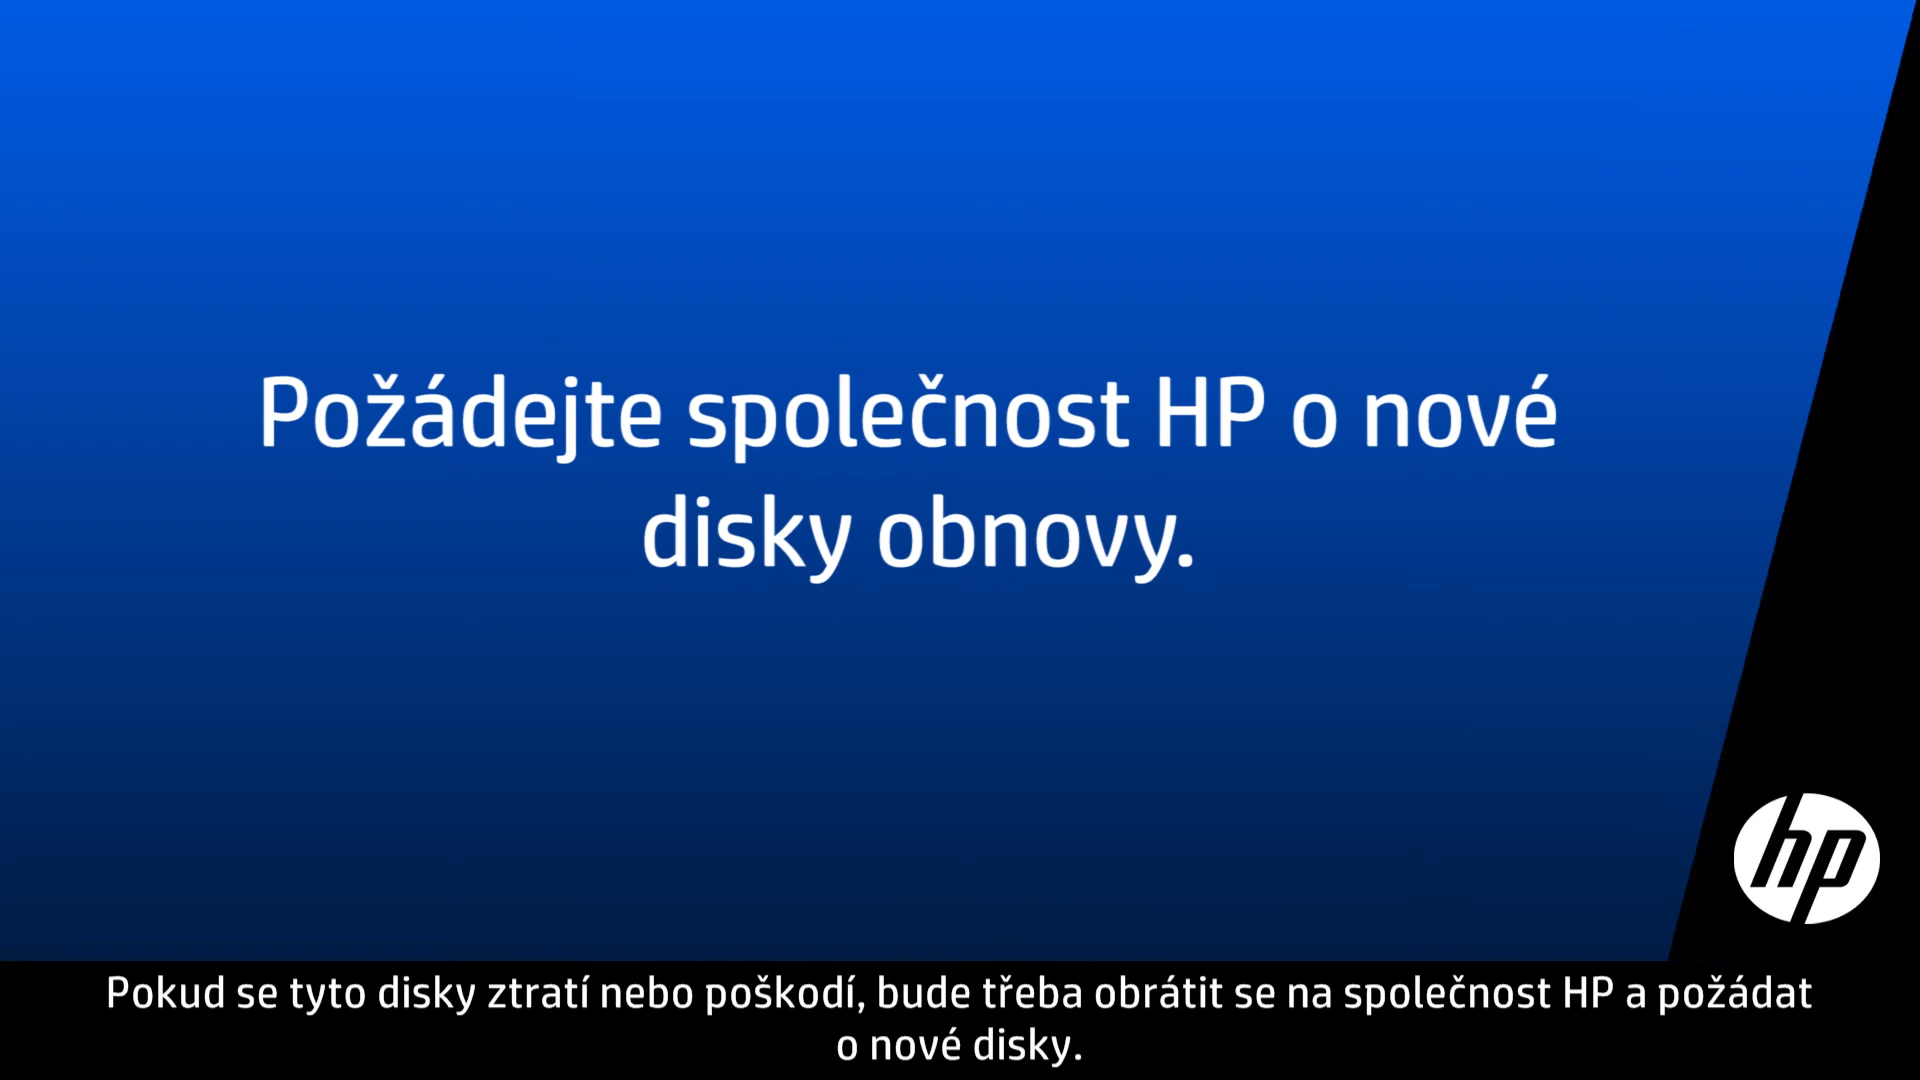 Požádejte společnost HP o nové
disky obnovy.
hp
Pokud se tyto disky ztratí nebo poškodí, bude třeba obrátit se na společnost HP a požádat
o nové disky.